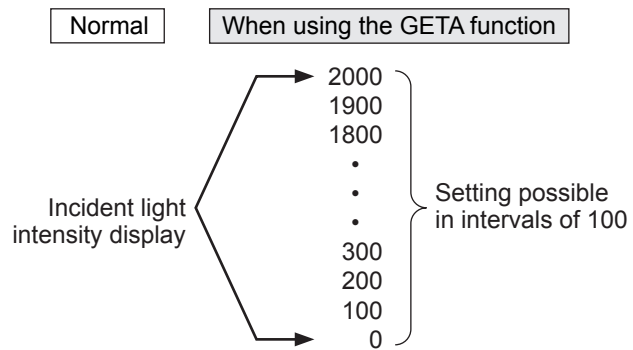 Normal
When using the GETA function
2000
1900
1800
•
•
•
300
200
100
0
Incident light
intensity display
Setting possible
in intervals of 100